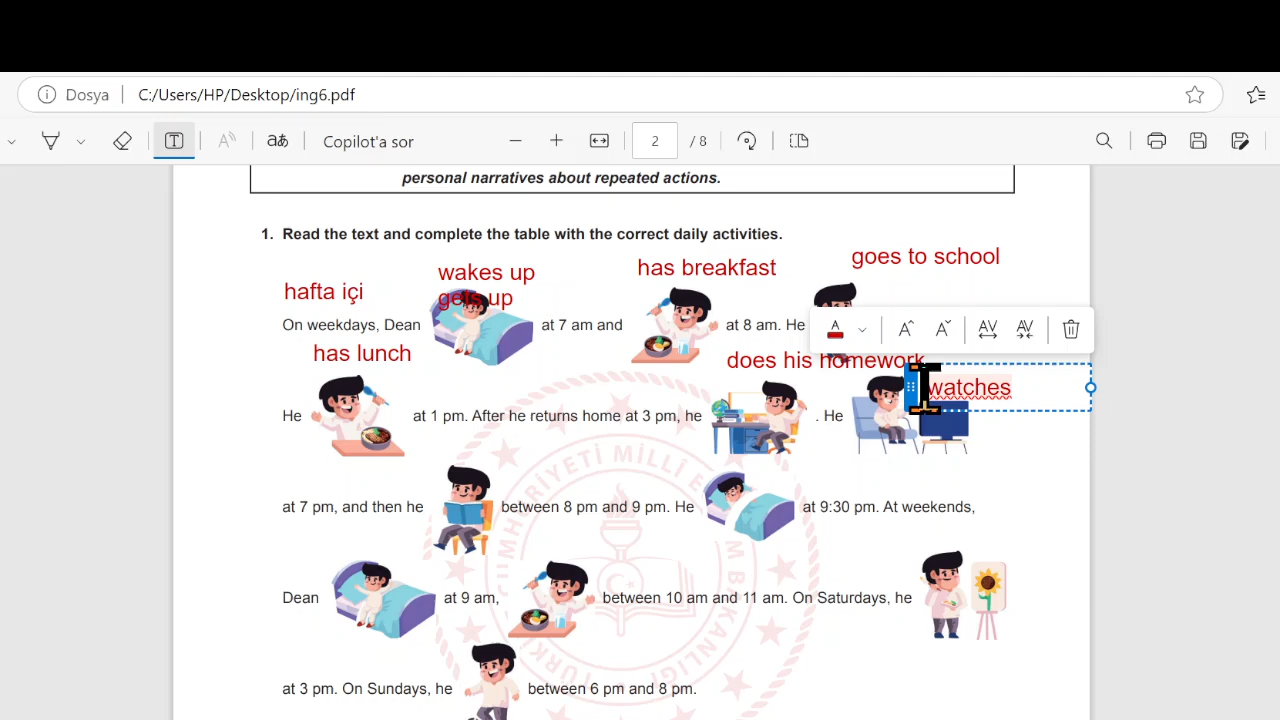 Dosya C:/Users/HP/Desktop/ing6.pdf
aあ Copilot'a sor 2 / 8
personal narratives about repeated actions.
1. Read the text and complete the table with the correct daily activities.
hafta içi
wakes up
gets up
has breakfast
goes to school
On weekdays, Dean at 7 am and at 8 am. He
has lunch
does his homework
watches
He at 1 pm. After he returns home at 3 pm, he . He
at 7 pm, and then he between 8 pm and 9 pm. He at 9:30 pm. At weekends,
Dean at 9 am, between 10 am and 11 am. On Saturdays, he
at 3 pm. On Sundays, he between 6 pm and 8 pm.